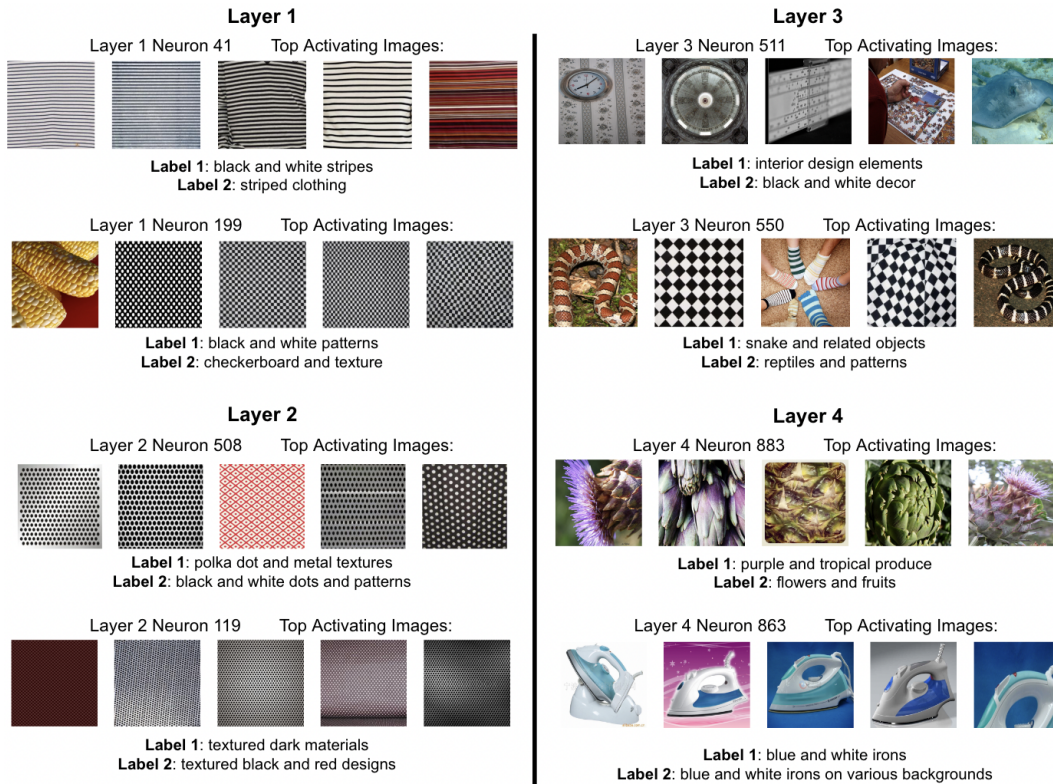 Layer 1
Layer 1 Neuron 41 Top Activating Images:
Label 1: black and white stripes
Label 2: striped clothing
Layer 1 Neuron 199 Top Activating Images:
Label 1: black and white patterns
Label 2: checkerboard and texture
Layer 2
Layer 2 Neuron 508 Top Activating Images:
Label 1: polka dot and metal textures
Label 2: black and white dots and patterns
Layer 2 Neuron 119 Top Activating Images:
Label 1: textured dark materials
Label 2: textured black and red designs
Layer 3
Layer 3 Neuron 511 Top Activating Images:
Label 1: interior design elements
Label 2: black and white decor
Layer 3 Neuron 550 Top Activating Images:
Label 1: snake and related objects
Label 2: reptiles and patterns
Layer 4
Layer 4 Neuron 883 Top Activating Images:
Label 1: purple and tropical produce
Label 2: flowers and fruits
Layer 4 Neuron 863 Top Activating Images:
Label 1: blue and white irons
Label 2: blue and white irons on various backgrounds